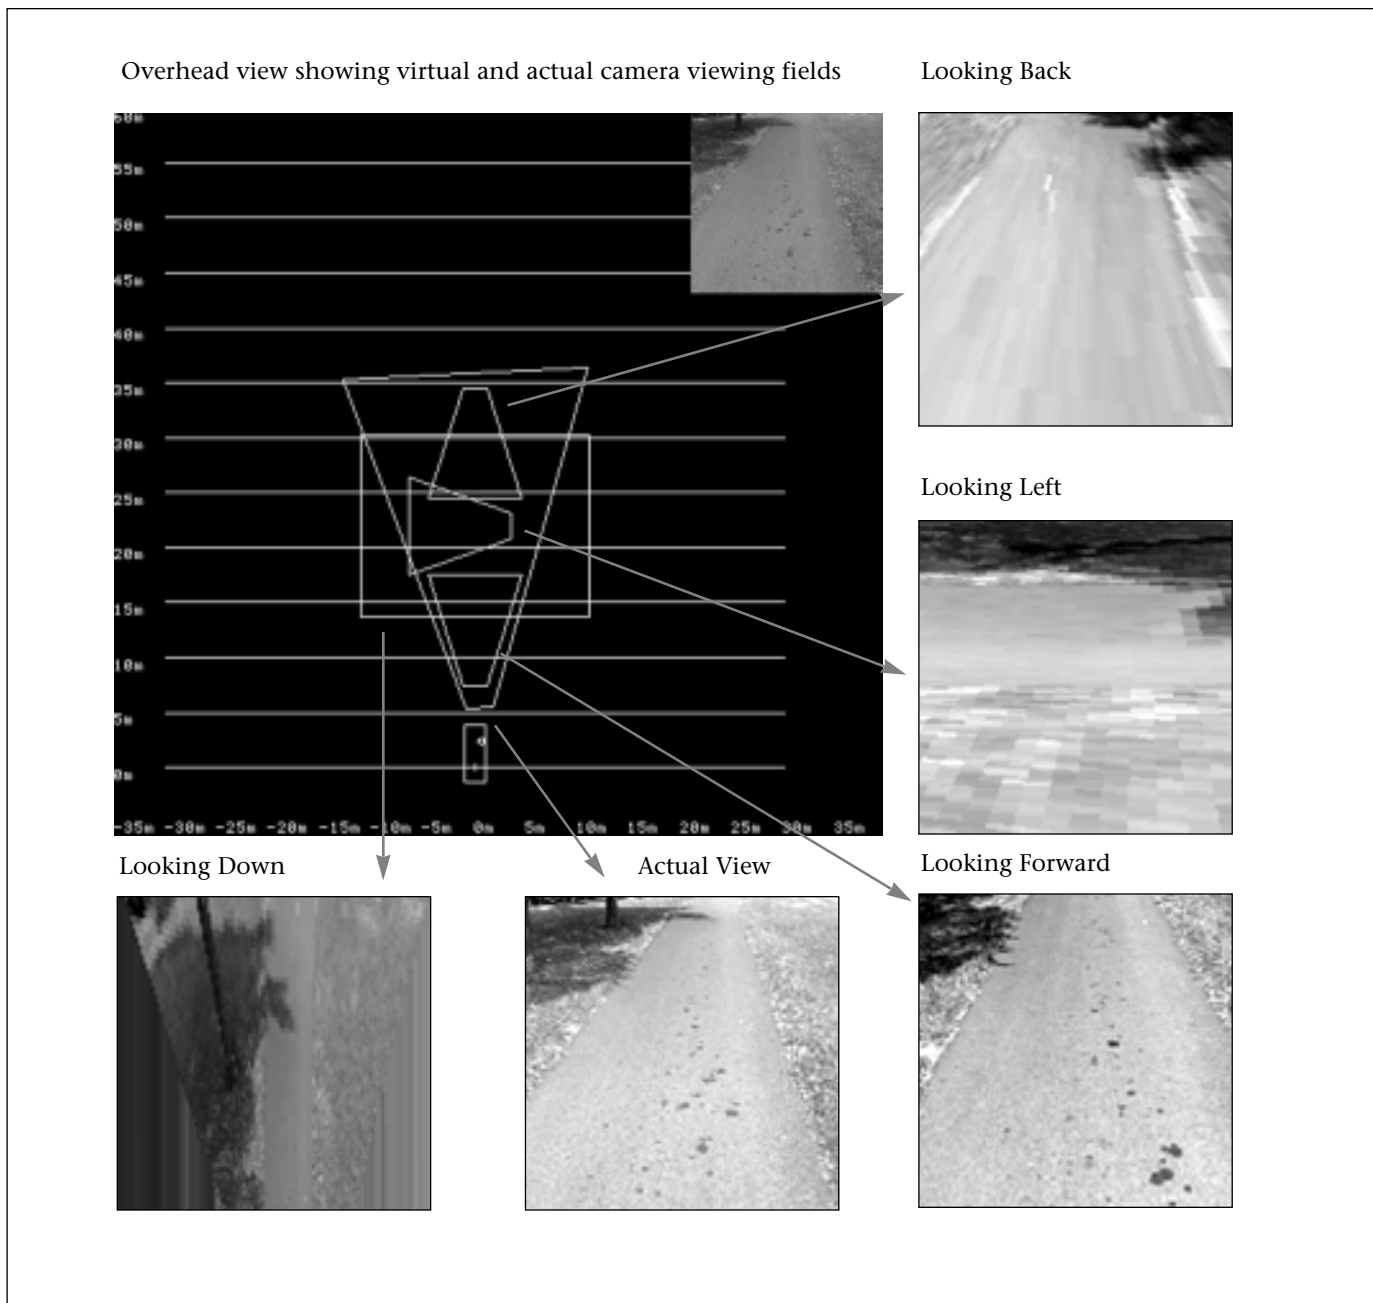 Overhead view showing virtual and actual camera viewing fields
Looking Back
60m
55m
50m
45m
40m
35m
30m
25m
20m
15m
10m
5m
0m
-35m -30m -25m -20m -15m -10m -5m 0m 5m 10m 15m 20m 25m 30m 35m
Looking Left
Looking Down
Actual View
Looking Forward